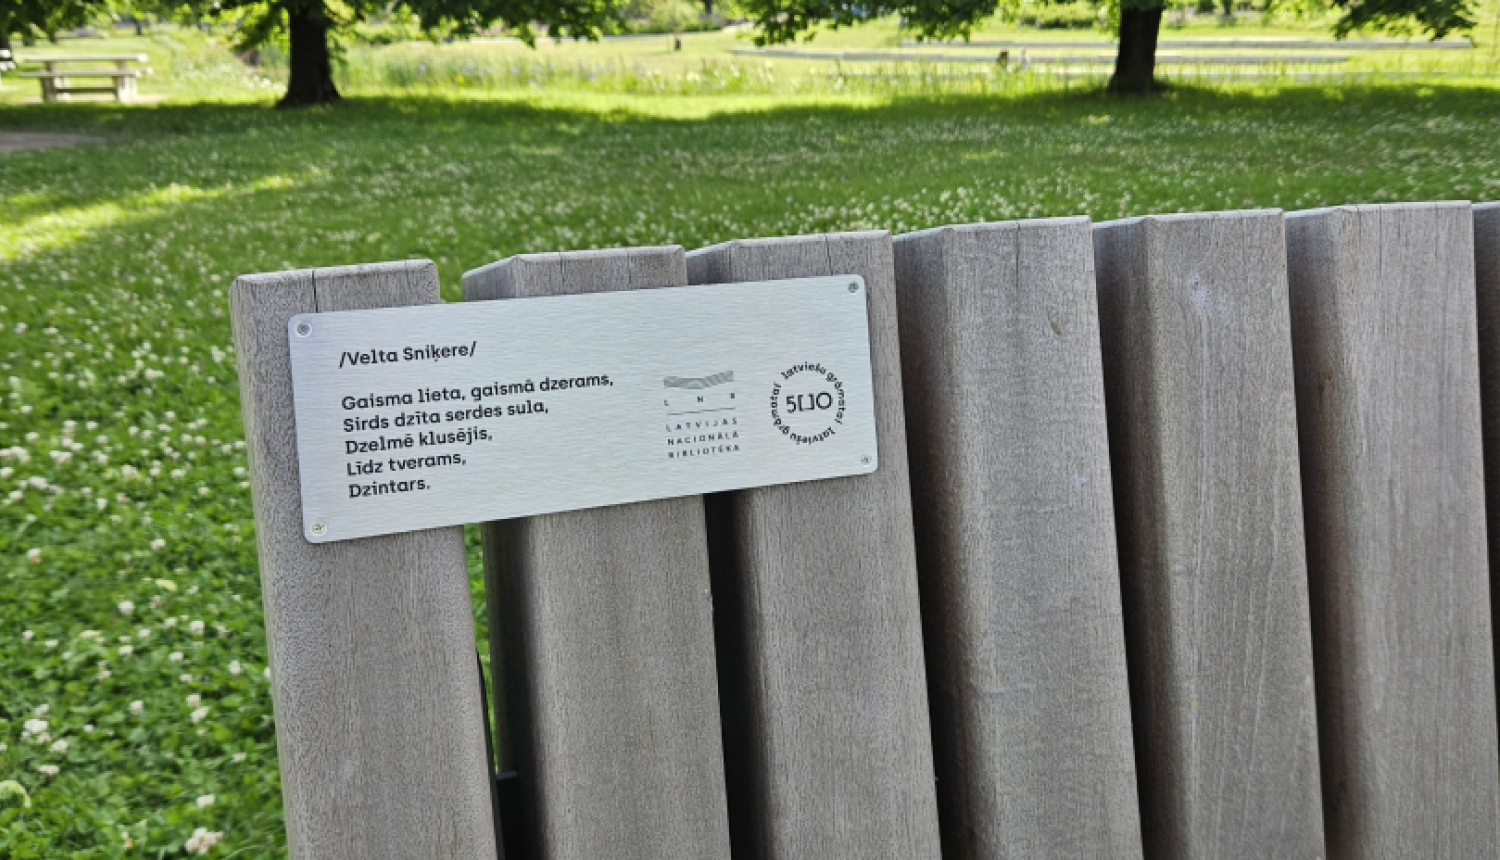 /Velta Sniķere/
Gaisma lieta, gaismā dzerams,
Sirds dzīta serdes sula,
Dzelmē klusējis,
Līdz tverams,
Dzintars.
L N B
LATVIJAS
NACIONĀLĀ
BIBLIOTĒKA
latviešu grāmatai latviešu grāmatai
500